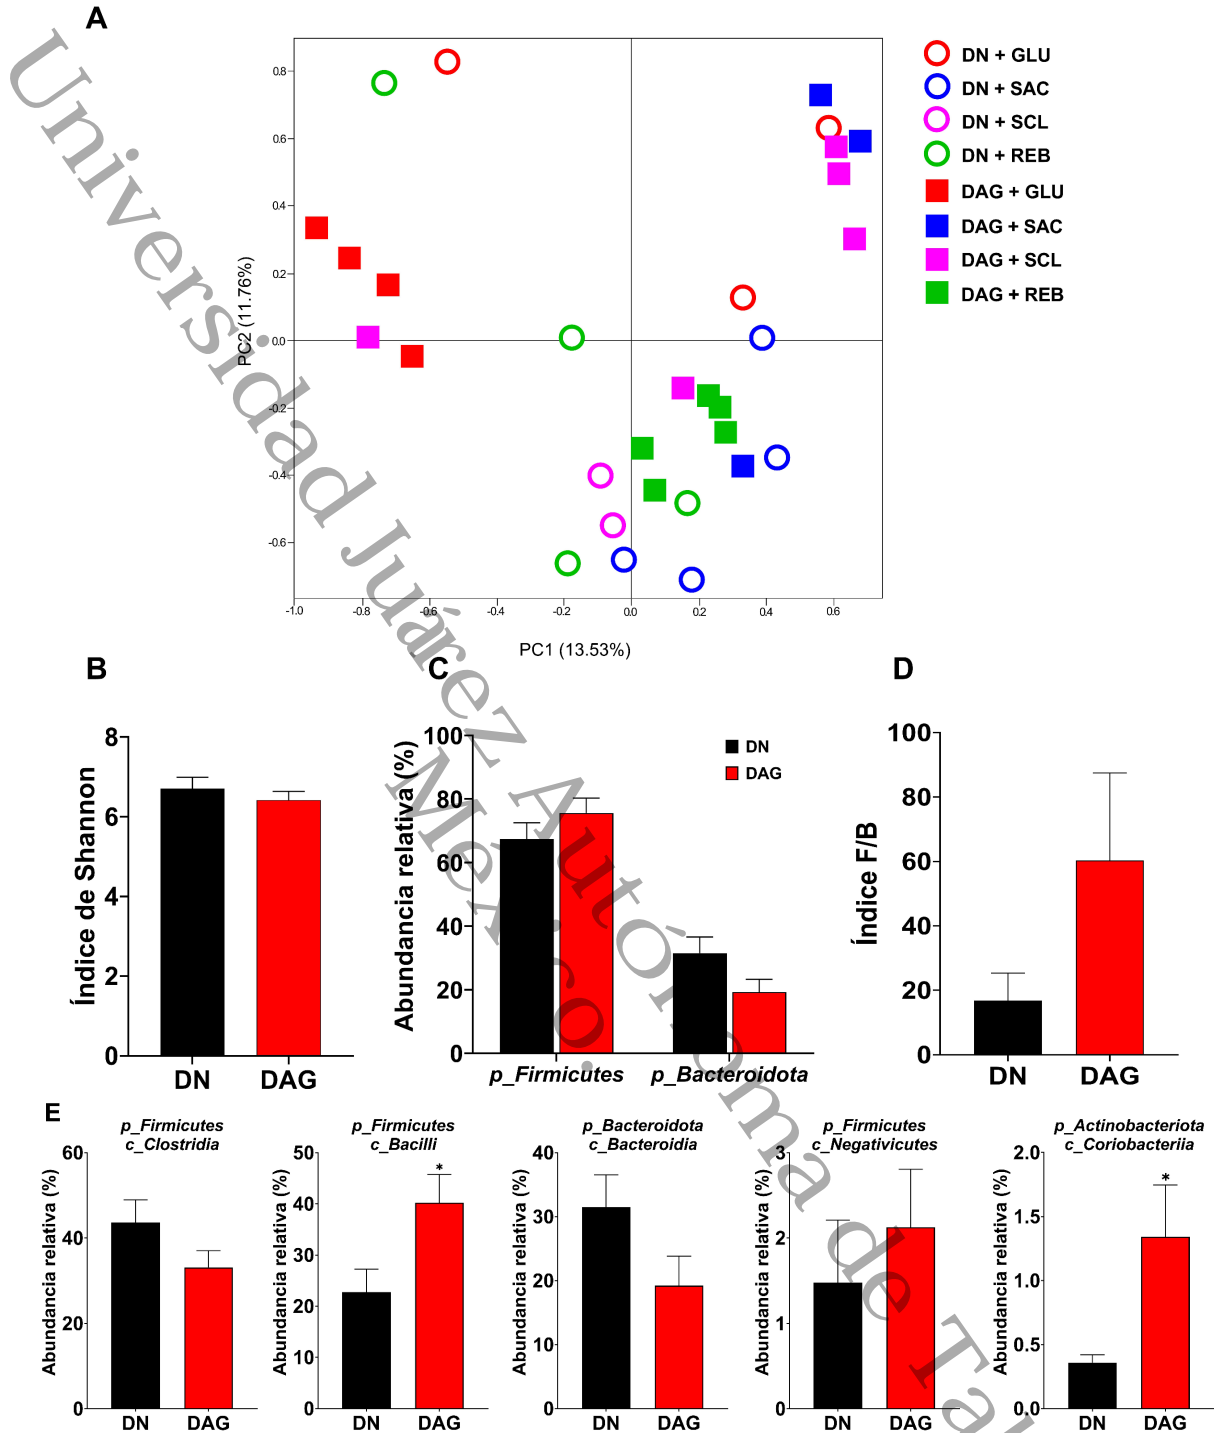 A
0.8
0.6
0.4
0.2
0.0
-0.2
-0.4
-0.6
-1.0 -0.8 -0.6 -0.4 -0.2 0.0 0.2 0.4 0.6
PC2 (11.76%)
PC1 (13.53%)
DN + GLU
DN + SAC
DN + SCL
DN + REB
DAG + GLU
DAG + SAC
DAG + SCL
DAG + REB
B
Índice de Shannon
8
6
4
2
0
DN DAG
C
Abundancia relativa (%)
100
80
60
40
20
0
DN
DAG
p_Firmicutes p_Bacteroidota
D
Índice F/B
100
80
60
40
20
0
DN DAG
E
p_Firmicutes
c_Clostridia
Abundancia relativa (%)
60
40
20
0
DN DAG
p_Firmicutes
c_Bacilli
Abundancia relativa (%)
50
40
30
20
10
0
*
DN DAG
p_Bacteroidota
c_Bacteroidia
Abundancia relativa (%)
40
30
20
10
0
DN DAG
p_Firmicutes
c_Negativicutes
Abundancia relativa (%)
3
2
1
0
DN DAG
p_Actinobacteriota
c_Coriobacteriia
Abundancia relativa (%)
2.0
1.5
1.0
0.5
0.0
*
DN DAG
Universidad Juárez Autónoma de Tab
México.